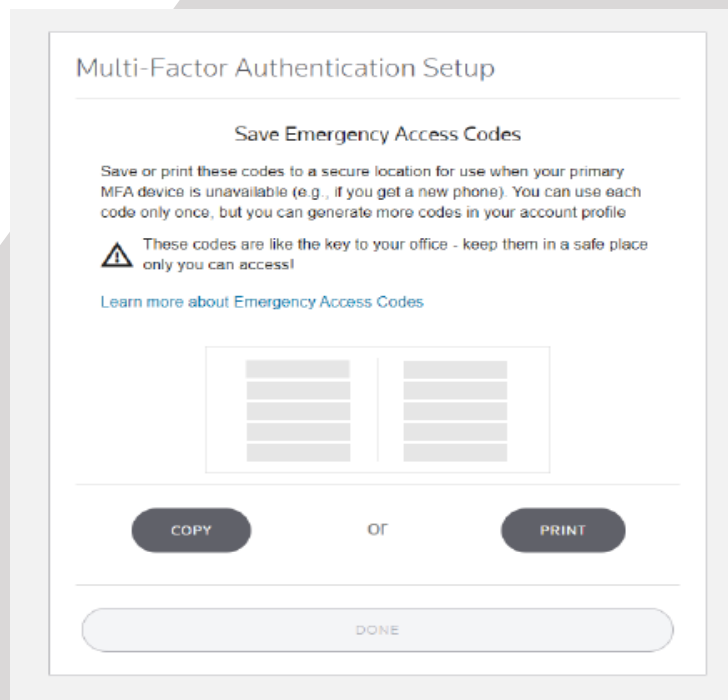 Multi-Factor Authentication Setup
Save Emergency Access Codes
Save or print these codes to a secure location for use when your primary
MFA device is unavailable (e.g., if you get a new phone). You can use each
code only once, but you can generate more codes in your account profile
These codes are like the key to your office - keep them in a safe place
only you can access!
Learn more about Emergency Access Codes
COPY or PRINT
DONE